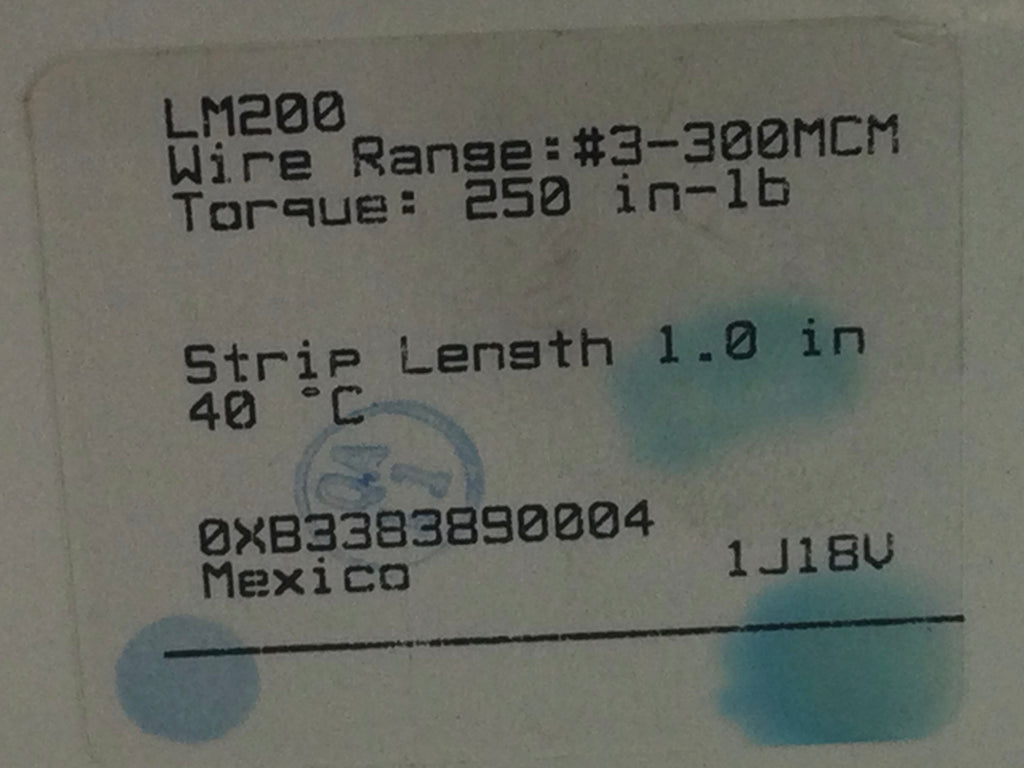 LM200
Wire Range:#3-300MCM
Torque: 250 in-lb
Strip Length 1.0 in
40 °C
0XB3383890004
Mexico
1J18V